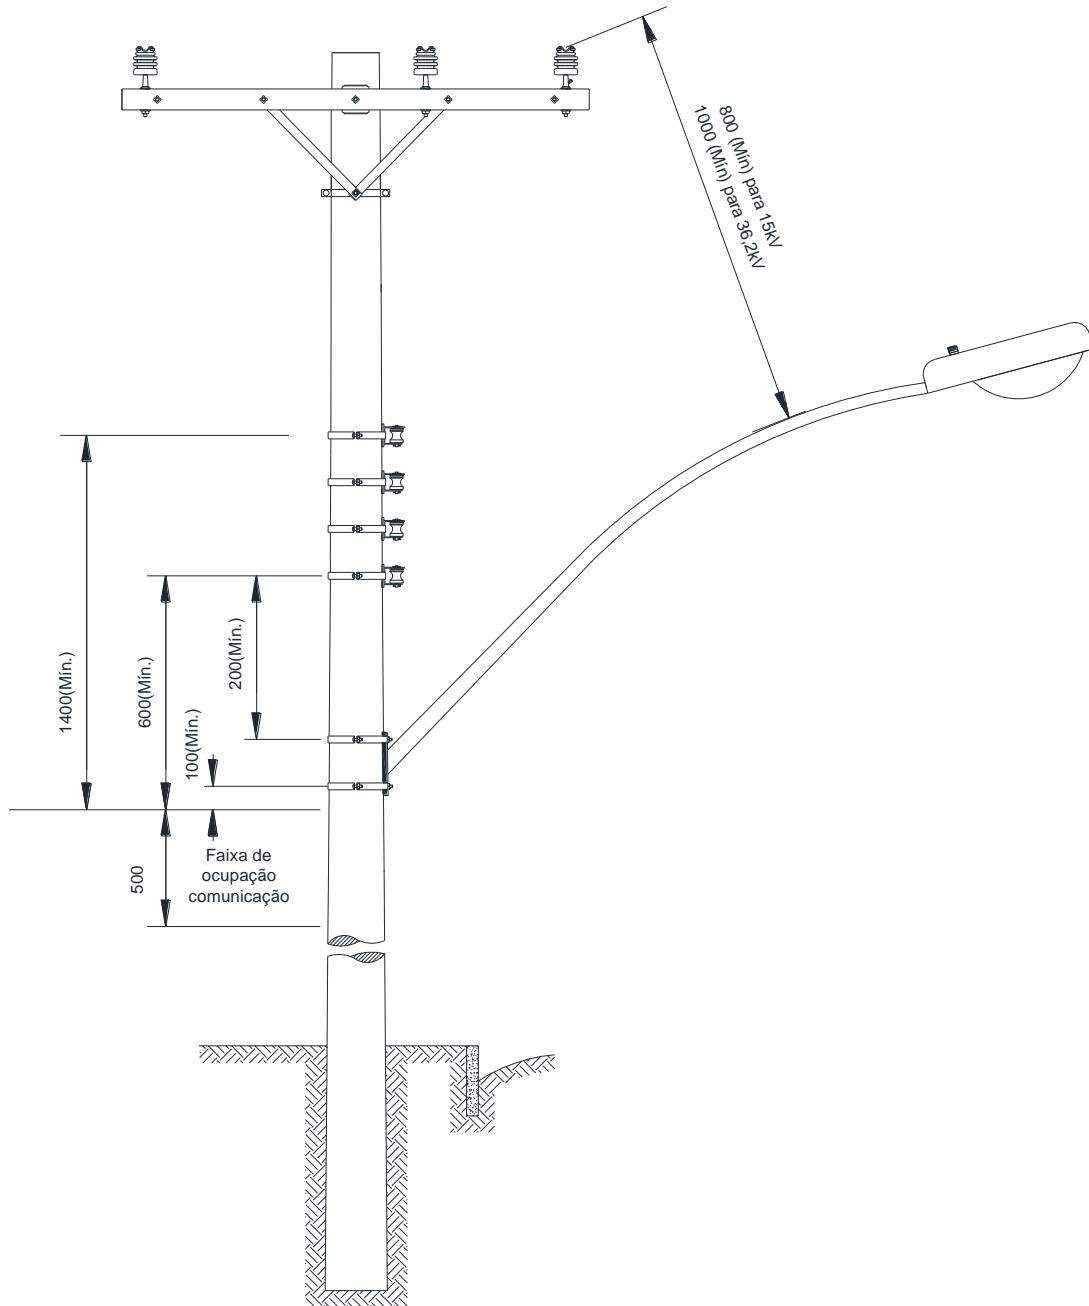 800 (Mín) para 15kV
1000 (Mín) para 36,2kV
1400(Mín.)
600(Mín.)
200(Mín.)
100(Mín.)
500
Faixa de
ocupação
comunicação